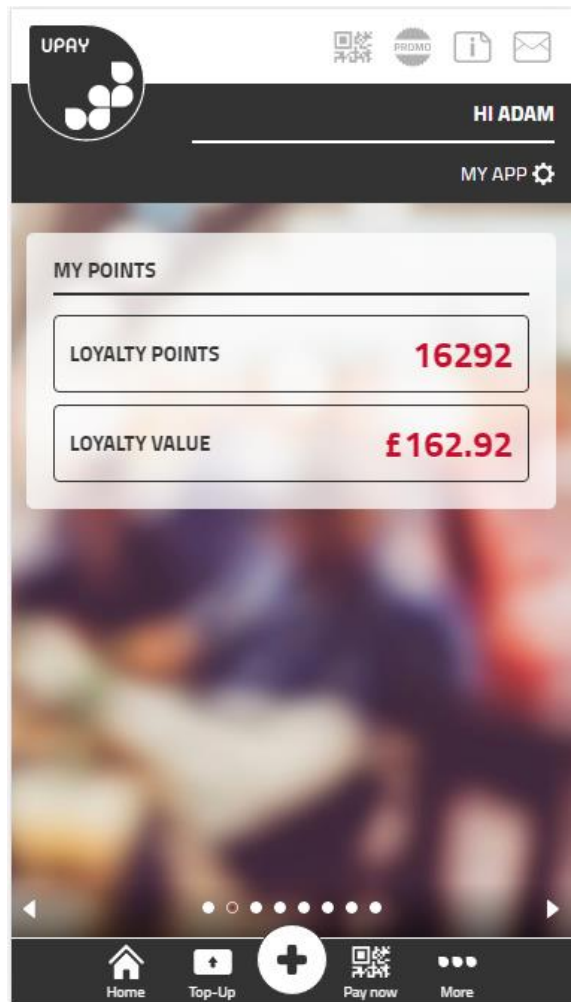 UPAY
PROMO
HI ADAM
MY APP
MY POINTS
LOYALTY POINTS 16292
LOYALTY VALUE £162.92
Home Top-Up Pay now More